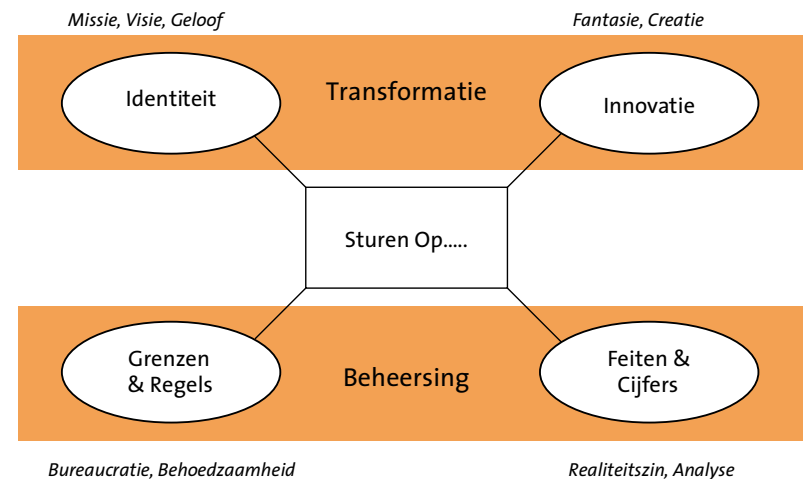 Missie, Visie, Geloof
Fantasie, Creatie
Identiteit
Transformatie
Innovatie
Sturen Op.....
Grenzen
& Regels
Beheersing
Feiten &
Cijfers
Bureaucratie, Behoedzaamheid
Realiteitszin, Analyse